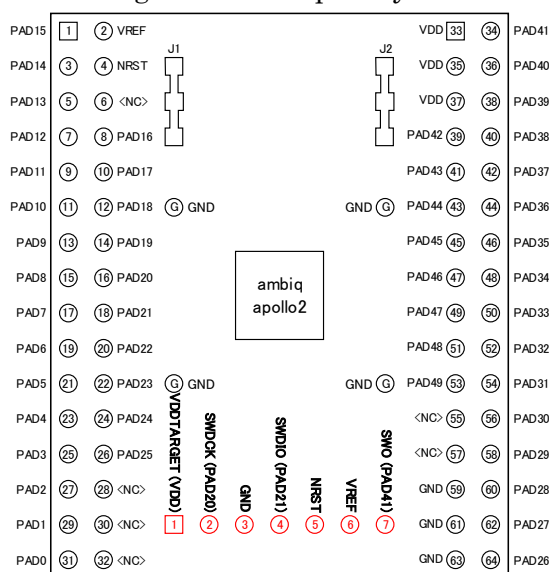 PAD15 1 2 VREF VDD 33 34 PAD41
J1 J2
PAD14 3 4 NRST VDD 35 36 PAD40
PAD13 5 6 <NC> VDD 37 38 PAD39
PAD12 7 8 PAD16 PAD42 39 40 PAD38
PAD11 9 10 PAD17 PAD43 41 42 PAD37
PAD10 11 12 PAD18 G GND GND G PAD44 43 44 PAD36
PAD9 13 14 PAD19 PAD45 45 46 PAD35
PAD8 15 16 PAD20 PAD46 47 48 PAD34
ambiq
apollo2
PAD7 17 18 PAD21 PAD47 49 50 PAD33
PAD6 19 20 PAD22 PAD48 51 52 PAD32
PAD5 21 22 PAD23 G GND GND G PAD49 53 54 PAD31
PAD4 23 24 PAD24 <NC> 55 56 PAD30
PAD3 25 26 PAD25 <NC> 57 58 PAD29
PAD2 27 28 <NC> GND 59 60 PAD28
PAD1 29 30 <NC> GND 61 62 PAD27
PAD0 31 32 <NC> GND 63 64 PAD26
VDDTARGET (VDD)
SWDCK (PAD20)
GND
SWDIO (PAD21)
NRST
VREF
SWO (PAD41)
1 2 3 4 5 6 7